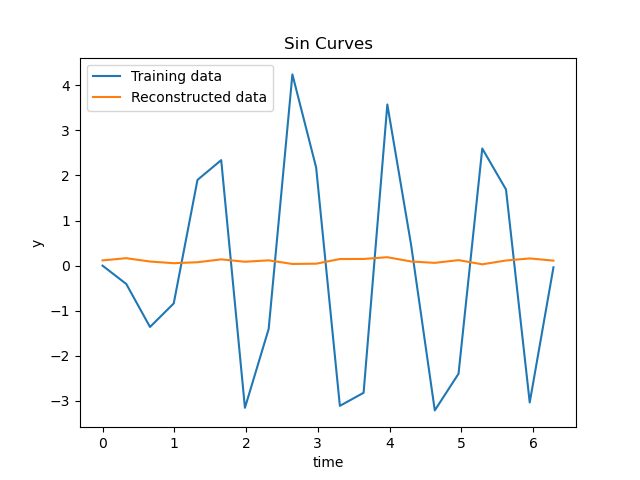 Sin Curves
Training data
Reconstructed data
4
3
2
1
0
−1
−2
−3
y
0 1 2 3 4 5 6
time